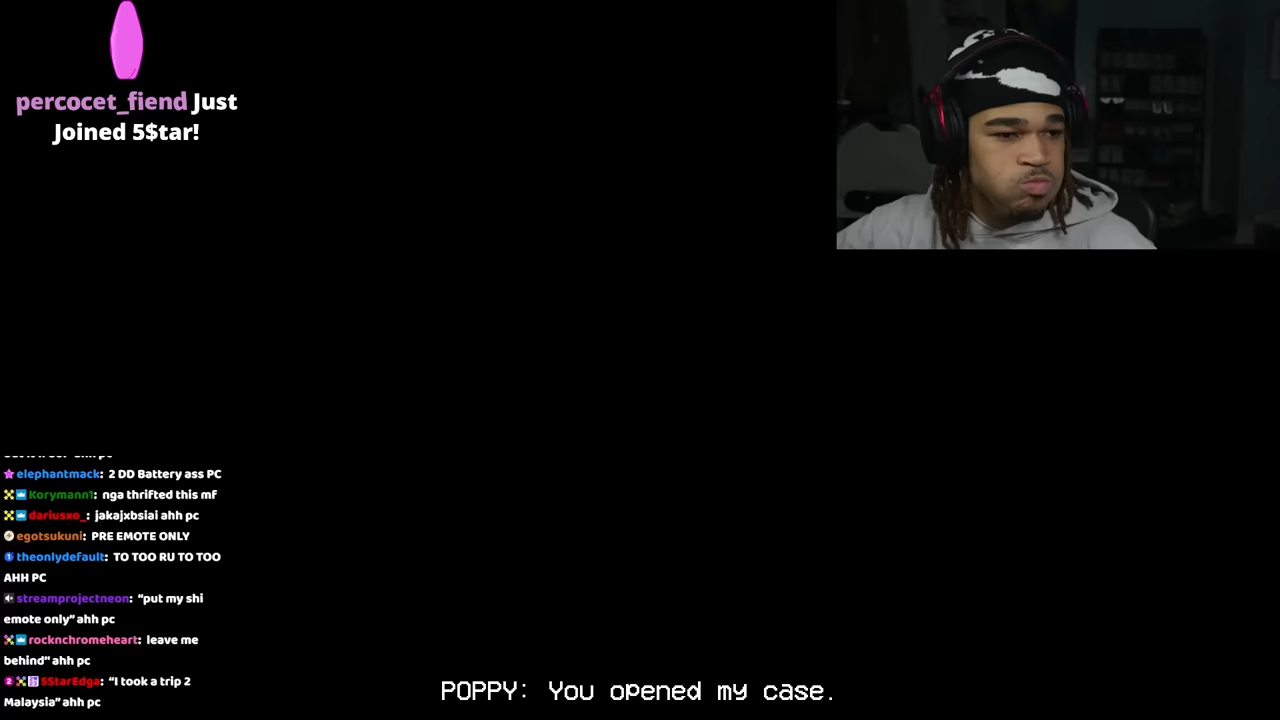 percocet_fiend Just
Joined 5$tar!
elephantmack: 2 DD Battery ass PC
Korymann1: nga thrifted this mf
dariusxo_: jakajxbsiai ahh pc
egotsukuni: PRE EMOTE ONLY
theonlydefault: TO TOO RU TO TOO
AHH PC
streamprojectneon: “put my shi
emote only” ahh pc
rocknchromeheart: leave me
behind” ahh pc
5StarEdga: “I took a trip 2
Malaysia” ahh pc
POPPY: You opened my case.